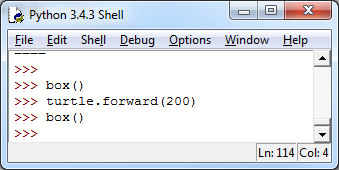 Python 3.4.3 Shell
File Edit Shell Debug Options Window Help
====
>>>
>>> box()
>>> turtle.forward(200)
>>> box()
>>>
Ln: 114 Col: 4